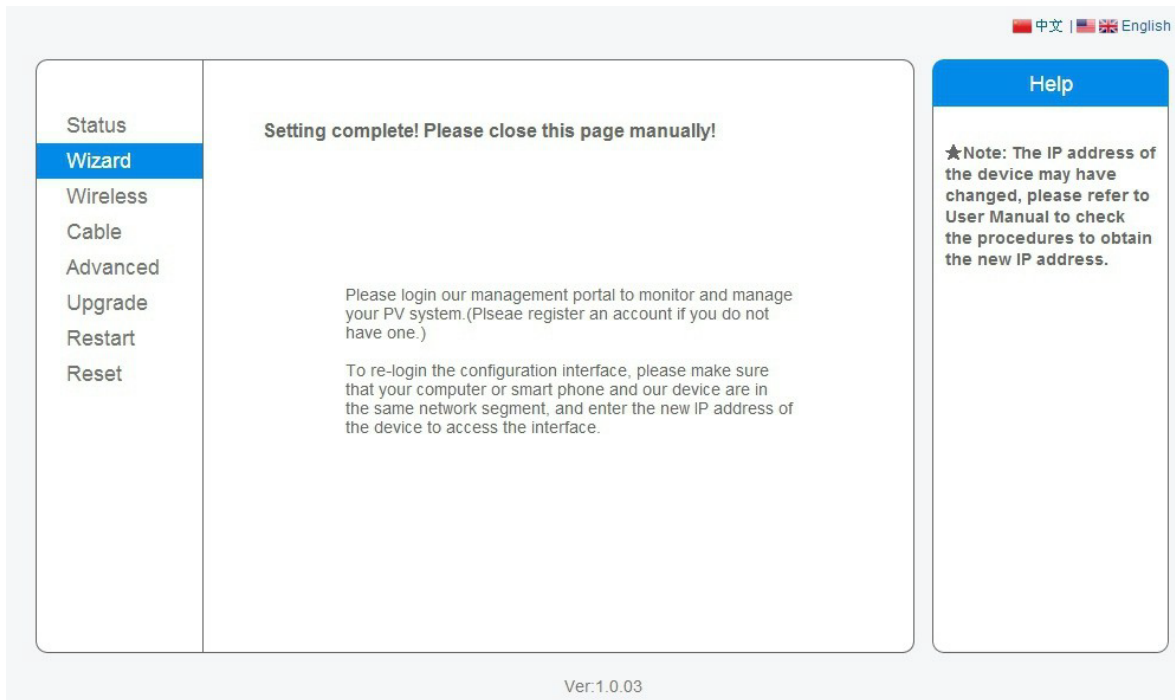 中文 | English
Status
Wizard
Wireless
Cable
Advanced
Upgrade
Restart
Reset
Setting complete! Please close this page manually!
Please login our management portal to monitor and manage
your PV system.(Plseae register an account if you do not
have one.)
To re-login the configuration interface, please make sure
that your computer or smart phone and our device are in
the same network segment, and enter the new IP address of
the device to access the interface.
Help
★Note: The IP address of
the device may have
changed, please refer to
User Manual to check
the procedures to obtain
the new IP address.
Ver:1.0.03